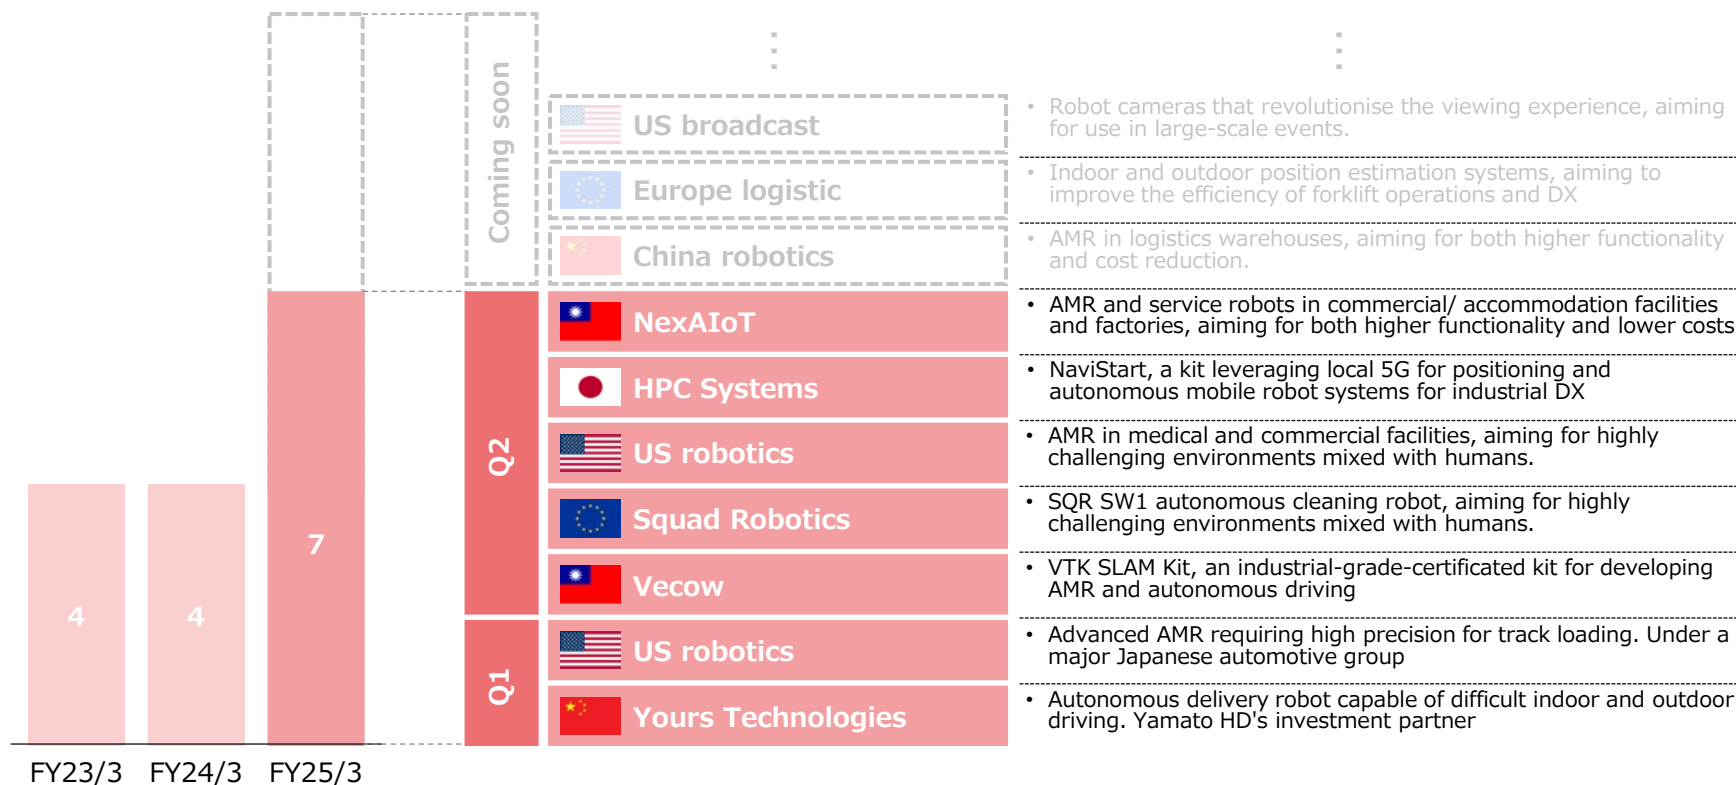 Coming soon
US broadcast
• Robot cameras that revolutionise the viewing experience, aiming
for use in large-scale events.
Europe logistic
• Indoor and outdoor position estimation systems, aiming to
improve the efficiency of forklift operations and DX
China robotics
• AMR in logistics warehouses, aiming for both higher functionality
and cost reduction.
Q2
NexAIoT
• AMR and service robots in commercial/ accommodation facilities
and factories, aiming for both higher functionality and lower costs
HPC Systems
• NaviStart, a kit leveraging local 5G for positioning and
autonomous mobile robot systems for industrial DX
US robotics
• AMR in medical and commercial facilities, aiming for highly
challenging environments mixed with humans.
Squad Robotics
• SQR SW1 autonomous cleaning robot, aiming for highly
challenging environments mixed with humans.
Vecow
• VTK SLAM Kit, an industrial-grade-certificated kit for developing
AMR and autonomous driving
Q1
US robotics
• Advanced AMR requiring high precision for track loading. Under a
major Japanese automotive group
Yours Technologies
• Autonomous delivery robot capable of difficult indoor and outdoor
driving. Yamato HD's investment partner
4
4
7
FY23/3
FY24/3
FY25/3